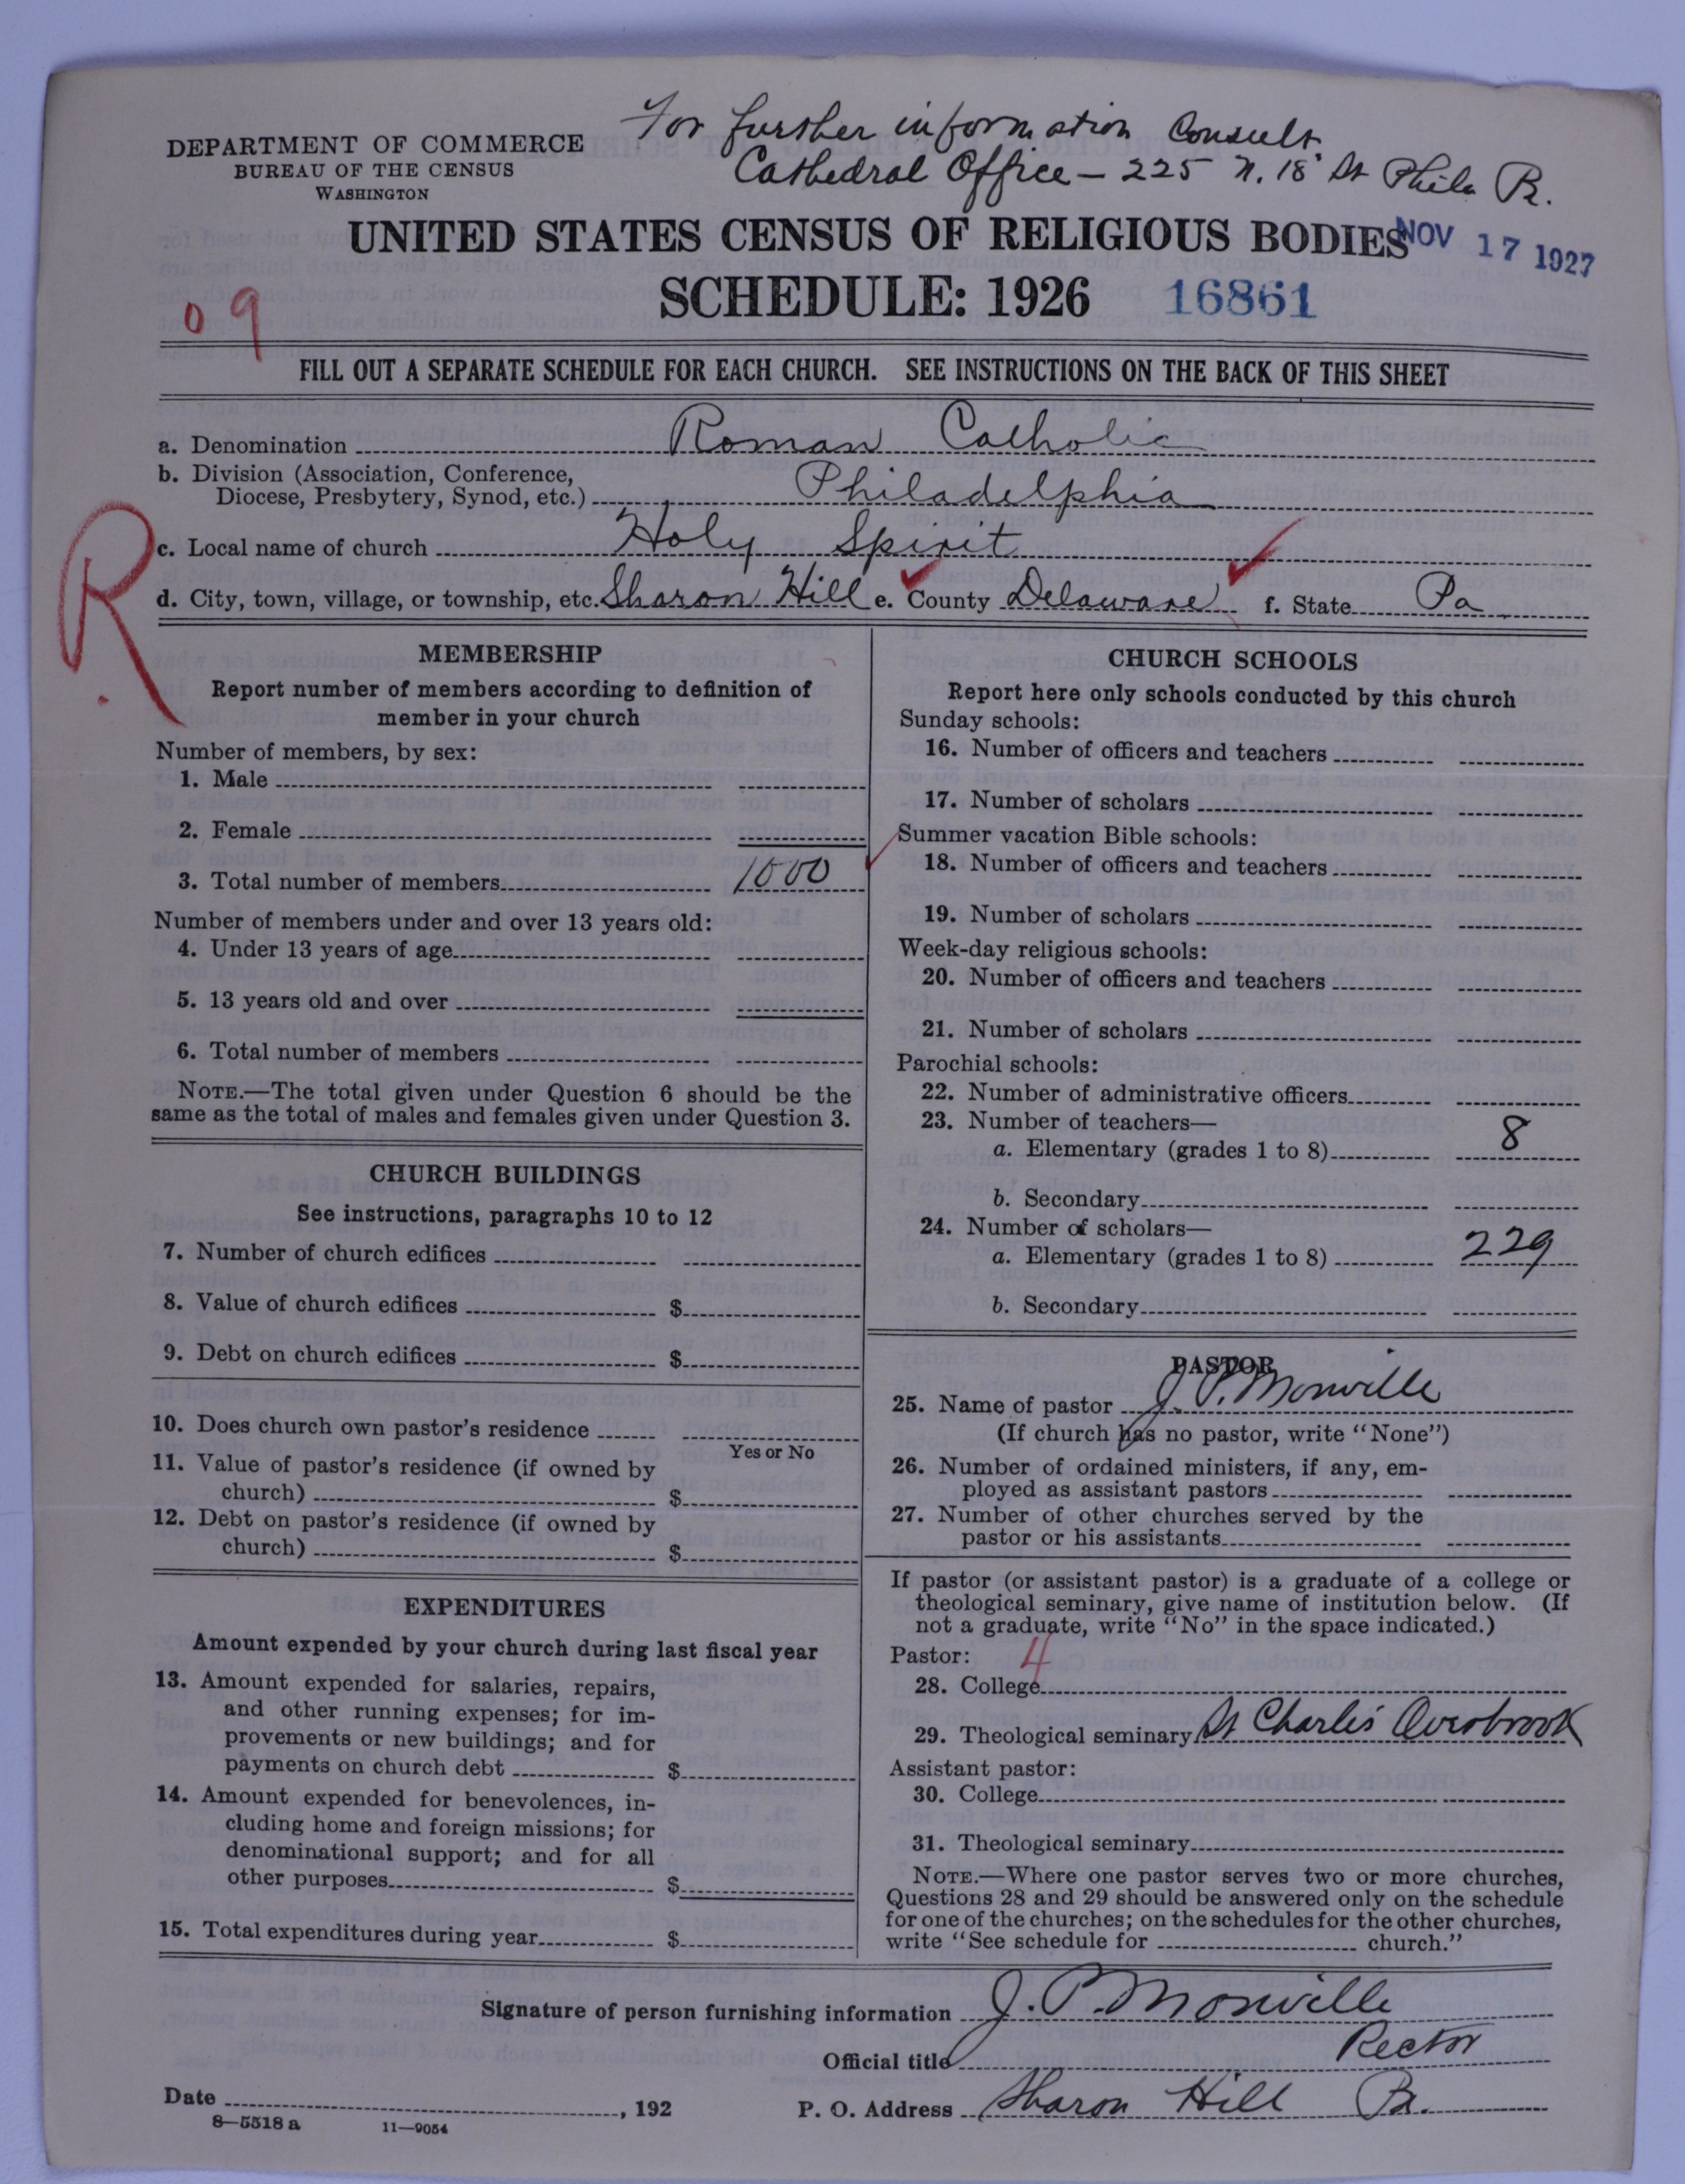 For further information Consult
Cathedral Office - 225 N. 18 St Phila Pa.
DEPARTMENT OF COMMERCE
BUREAU OF THE CENSUS
WASHINGTON
UNITED STATES CENSUS OF RELIGIOUS BODIES
NOV 17 1927
SCHEDULE: 1926 16861
09
FILL OUT A SEPARATE SCHEDULE FOR EACH CHURCH. SEE INSTRUCTIONS ON THE BACK OF THIS SHEET
a. Denomination Roman Catholic
b. Division (Association, Conference,
Diocese, Presbytery, Synod, etc.) Philadelphia
R.
c. Local name of church Holy Spirit
d. City, town, village, or township, etc. Sharon Hill e. County Delaware f. State Pa
MEMBERSHIP
Report number of members according to definition of
member in your church
Number of members, by sex:
1. Male
2. Female
3. Total number of members 1000
Number of members under and over 13 years old:
4. Under 13 years of age
5. 13 years old and over
6. Total number of members
NOTE.—The total given under Question 6 should be the
same as the total of males and females given under Question 3.
CHURCH BUILDINGS
See instructions, paragraphs 10 to 12
7. Number of church edifices
8. Value of church edifices $
9. Debt on church edifices $
10. Does church own pastor's residence
Yes or No
11. Value of pastor's residence (if owned by
church) $
12. Debt on pastor's residence (if owned by
church) $
EXPENDITURES
Amount expended by your church during last fiscal year
13. Amount expended for salaries, repairs,
and other running expenses; for im-
provements or new buildings; and for
payments on church debt $
14. Amount expended for benevolences, in-
cluding home and foreign missions; for
denominational support; and for all
other purposes $
15. Total expenditures during year $
CHURCH SCHOOLS
Report here only schools conducted by this church
Sunday schools:
16. Number of officers and teachers
17. Number of scholars
Summer vacation Bible schools:
18. Number of officers and teachers
19. Number of scholars
Week-day religious schools:
20. Number of officers and teachers
21. Number of scholars
Parochial schools:
22. Number of administrative officers
23. Number of teachers—
a. Elementary (grades 1 to 8) 8
b. Secondary
24. Number of scholars—
a. Elementary (grades 1 to 8) 229
b. Secondary
PASTOR
25. Name of pastor J. P. Monville
(If church has no pastor, write "None")
26. Number of ordained ministers, if any, em-
ployed as assistant pastors
27. Number of other churches served by the
pastor or his assistants
If pastor (or assistant pastor) is a graduate of a college or
theological seminary, give name of institution below. (If
not a graduate, write "No" in the space indicated.)
Pastor: 4
28. College
29. Theological seminary St Charles Overbrook
Assistant pastor:
30. College
31. Theological seminary
NOTE.—Where one pastor serves two or more churches,
Questions 28 and 29 should be answered only on the schedule
for one of the churches; on the schedules for the other churches,
write "See schedule for church."
Signature of person furnishing information J. P. Monville
Official title Rector
Date , 192 P. O. Address Sharon Hill Pa.
8—5518 a 11—9054